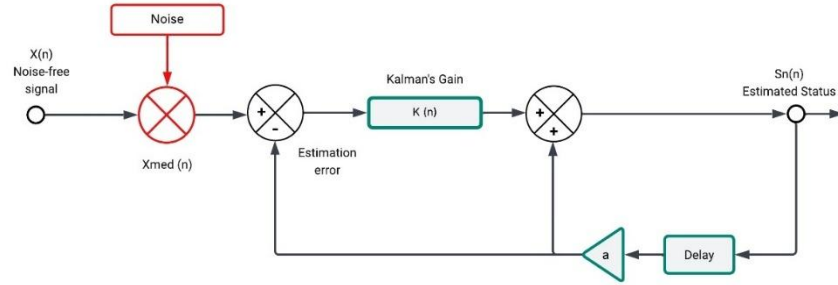 Noise
X(n)
Noise-free
signal
Xmed (n)
+
-
Estimation
error
Kalman's Gain
K (n)
+
+
Sn(n)
Estimated Status
a
Delay